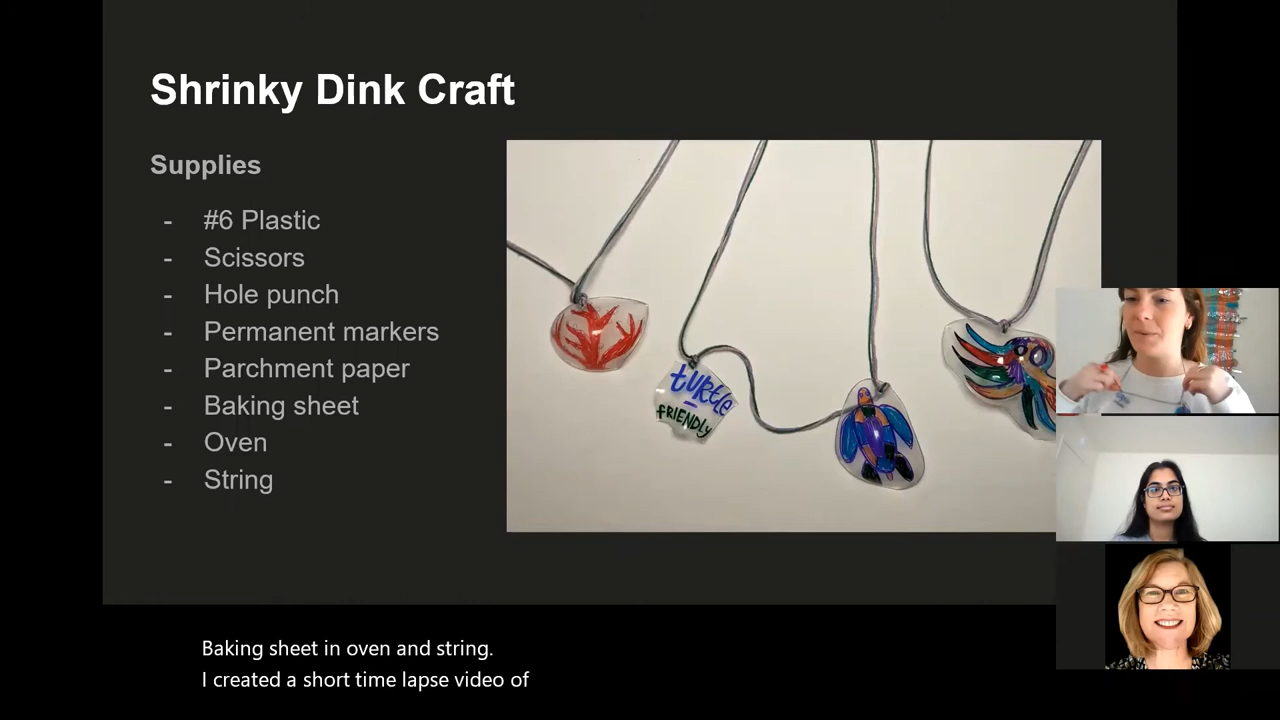 Shrinky Dink Craft
Supplies
- #6 Plastic
- Scissors
- Hole punch
- Permanent markers
- Parchment paper
- Baking sheet
- Oven
- String
turtle
-
FRIENDLY
Baking sheet in oven and string.
I created a short time lapse video of